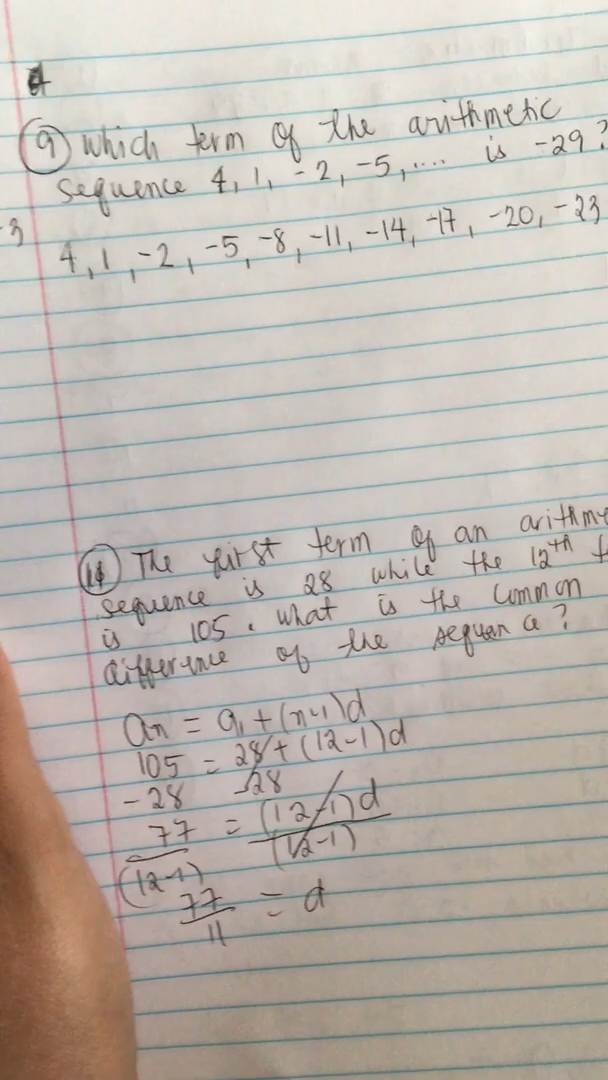 9 which term of the arithmetic
sequence 4, 1, -2, -5, .... is -29?
-3
4, 1, -2, -5, -8, -11, -14, -17, -20, -23
The first term of an arithme
sequence is 28 while the 12th t
is 105. what is the common
difference of the sequence?
an = a1 + (n-1)d
105 = 28 + (12-1)d
-28 -28
77 = (12-1)d
(12-1) (12-1)
77 = d
11